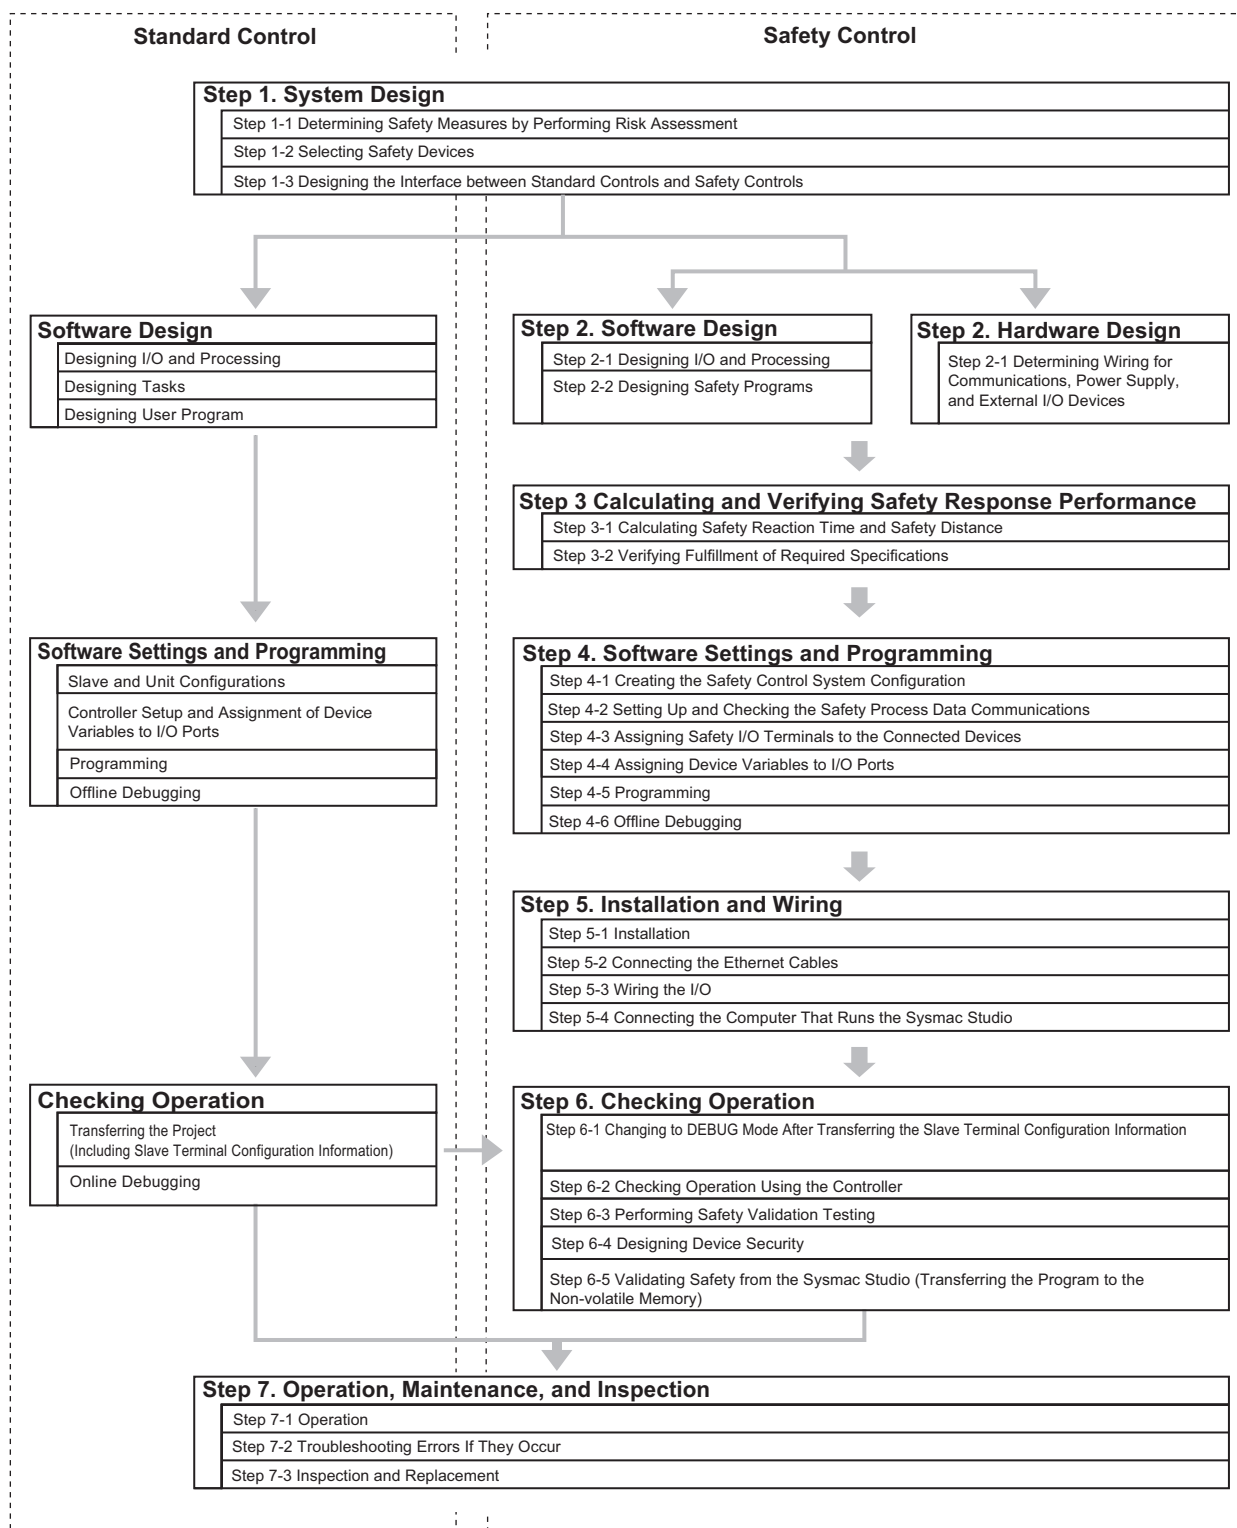 Standard Control
Safety Control
Step 1. System Design
Step 1-1 Determining Safety Measures by Performing Risk Assessment
Step 1-2 Selecting Safety Devices
Step 1-3 Designing the Interface between Standard Controls and Safety Controls
Software Design
Designing I/O and Processing
Designing Tasks
Designing User Program
Step 2. Software Design
Step 2-1 Designing I/O and Processing
Step 2-2 Designing Safety Programs
Step 2. Hardware Design
Step 2-1 Determining Wiring for
Communications, Power Supply,
and External I/O Devices
Step 3 Calculating and Verifying Safety Response Performance
Step 3-1 Calculating Safety Reaction Time and Safety Distance
Step 3-2 Verifying Fulfillment of Required Specifications
Software Settings and Programming
Slave and Unit Configurations
Controller Setup and Assignment of Device
Variables to I/O Ports
Programming
Offline Debugging
Step 4. Software Settings and Programming
Step 4-1 Creating the Safety Control System Configuration
Step 4-2 Setting Up and Checking the Safety Process Data Communications
Step 4-3 Assigning Safety I/O Terminals to the Connected Devices
Step 4-4 Assigning Device Variables to I/O Ports
Step 4-5 Programming
Step 4-6 Offline Debugging
Step 5. Installation and Wiring
Step 5-1 Installation
Step 5-2 Connecting the Ethernet Cables
Step 5-3 Wiring the I/O
Step 5-4 Connecting the Computer That Runs the Sysmac Studio
Checking Operation
Transferring the Project
(Including Slave Terminal Configuration Information)
Online Debugging
Step 6. Checking Operation
Step 6-1 Changing to DEBUG Mode After Transferring the Slave Terminal Configuration Information
Step 6-2 Checking Operation Using the Controller
Step 6-3 Performing Safety Validation Testing
Step 6-4 Designing Device Security
Step 6-5 Validating Safety from the Sysmac Studio (Transferring the Program to the
Non-volatile Memory)
Step 7. Operation, Maintenance, and Inspection
Step 7-1 Operation
Step 7-2 Troubleshooting Errors If They Occur
Step 7-3 Inspection and Replacement